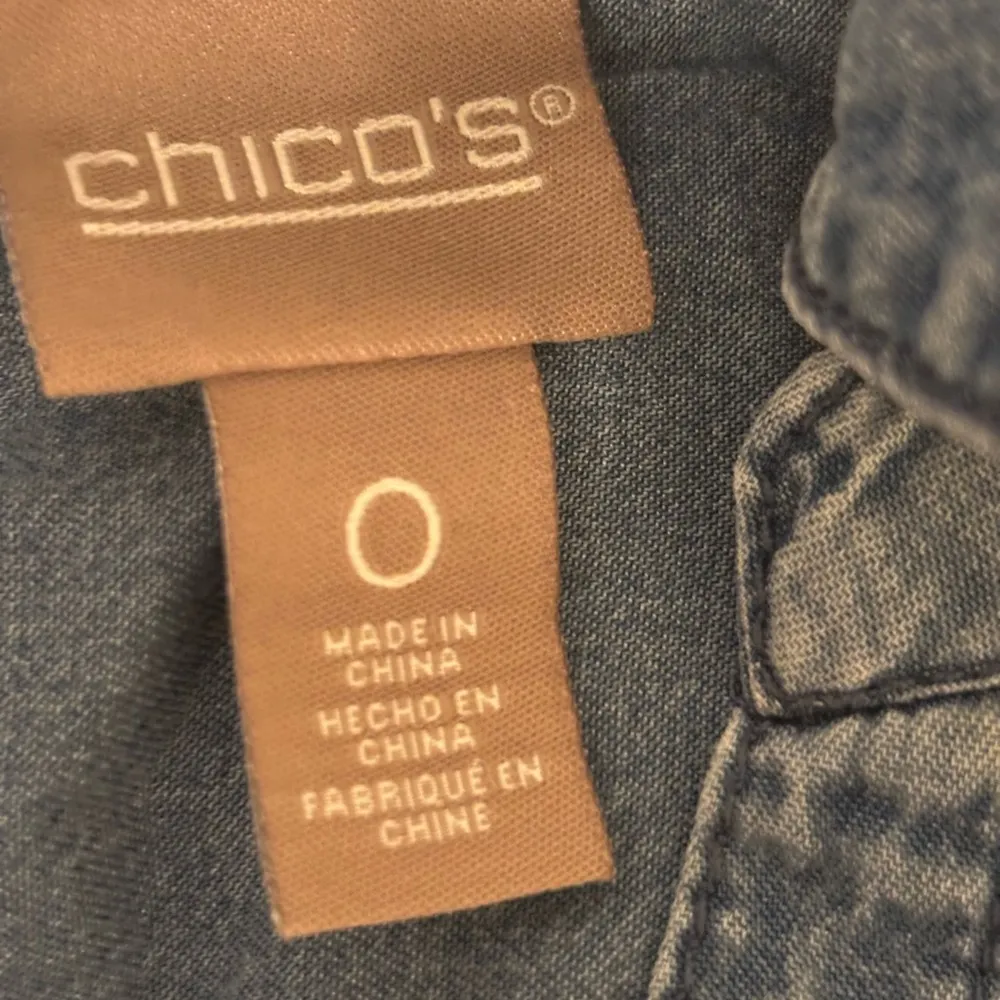 chico's®
0
MADE IN
CHINA
HECHO EN
CHINA
FABRIQUÉ EN
CHINE